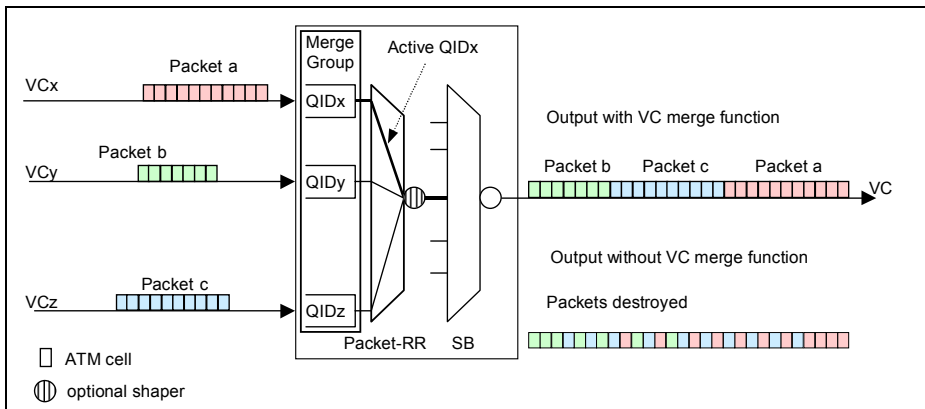 Merge
Group
Active QIDx
Packet a
VCx
QIDx
Output with VC merge function
Packet b
VCy
QIDy
Packet b
Packet c
Packet a
VC
Output without VC merge function
Packet c
VCz
QIDz
Packets destroyed
Packet-RR
SB
ATM cell
optional shaper